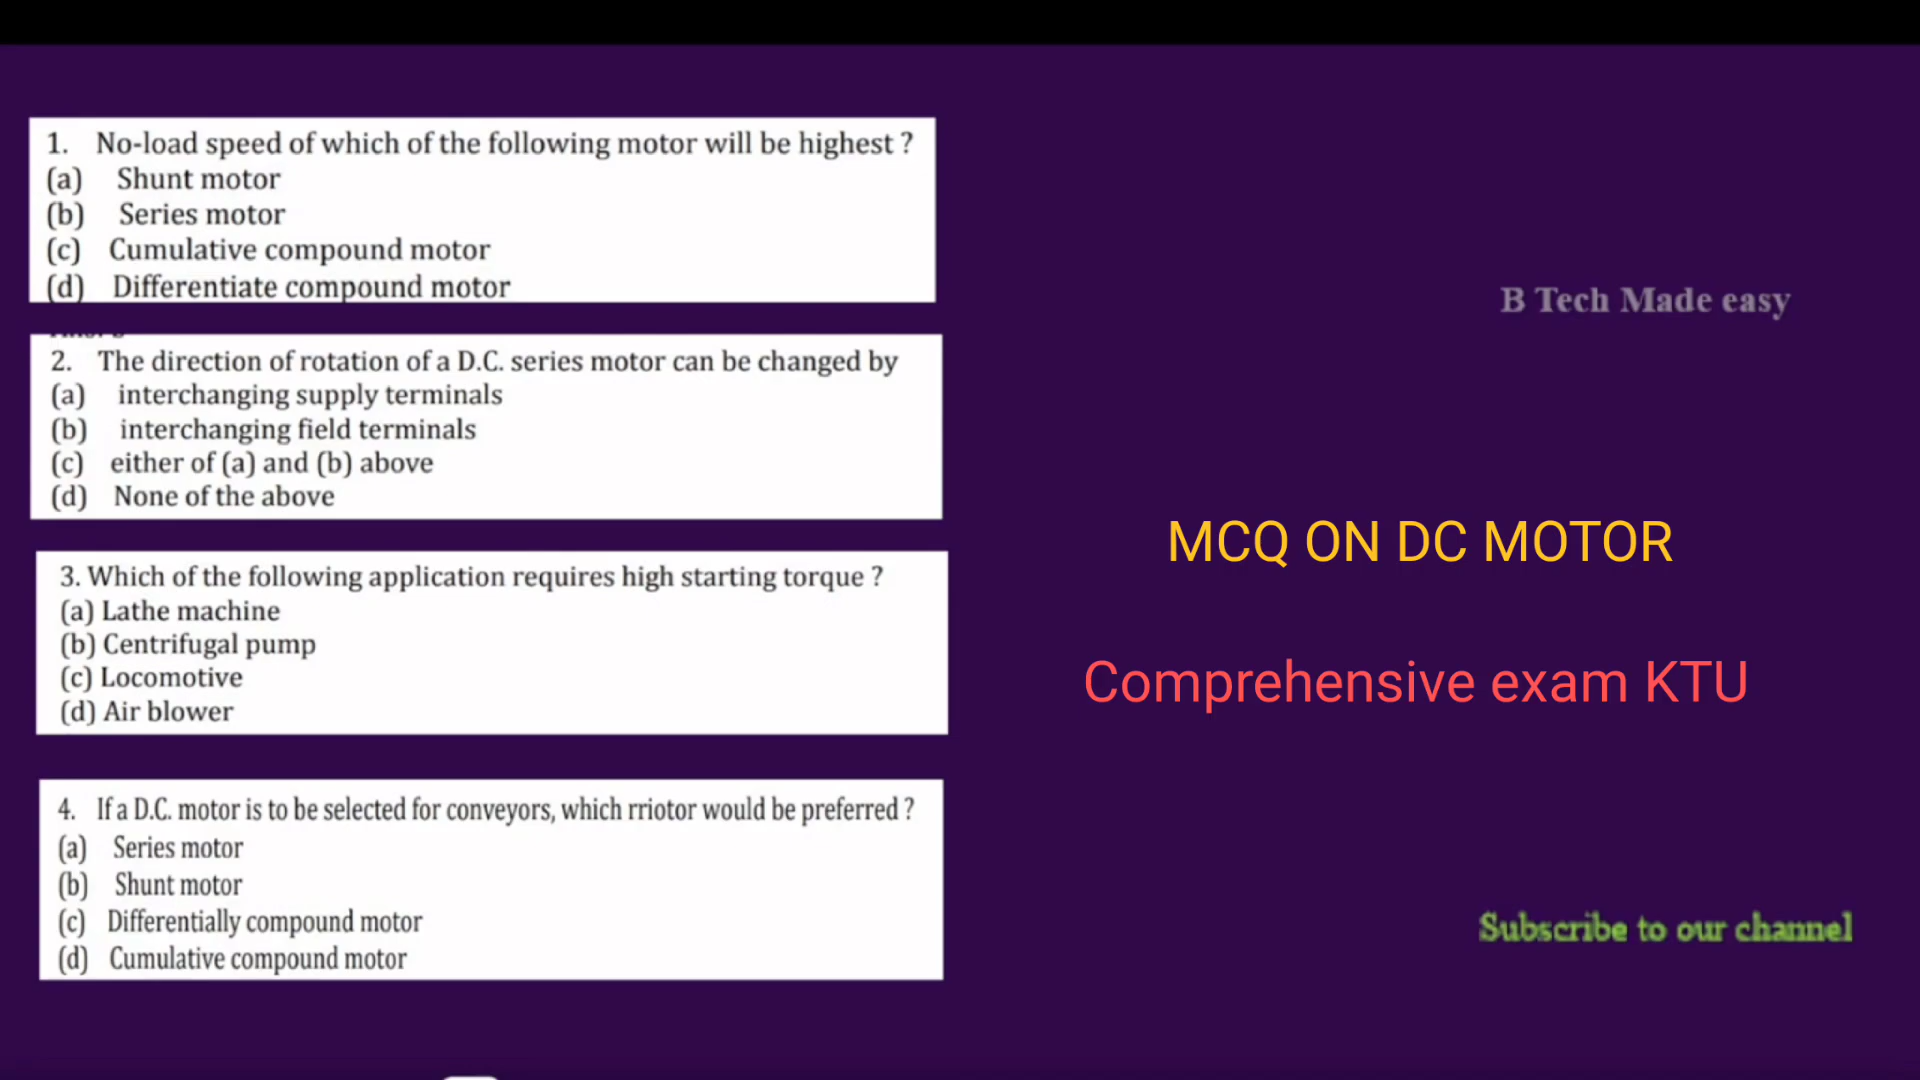 1. No-load speed of which of the following motor will be highest ?
(a) Shunt motor
(b) Series motor
(c) Cumulative compound motor
(d) Differentiate compound motor
2. The direction of rotation of a D.C. series motor can be changed by
(a) interchanging supply terminals
(b) interchanging field terminals
(c) either of (a) and (b) above
(d) None of the above
3. Which of the following application requires high starting torque ?
(a) Lathe machine
(b) Centrifugal pump
(c) Locomotive
(d) Air blower
4. If a D.C. motor is to be selected for conveyors, which rriotor would be preferred ?
(a) Series motor
(b) Shunt motor
(c) Differentially compound motor
(d) Cumulative compound motor
B Tech Made easy
MCQ ON DC MOTOR
Comprehensive exam KTU
Subscribe to our channel